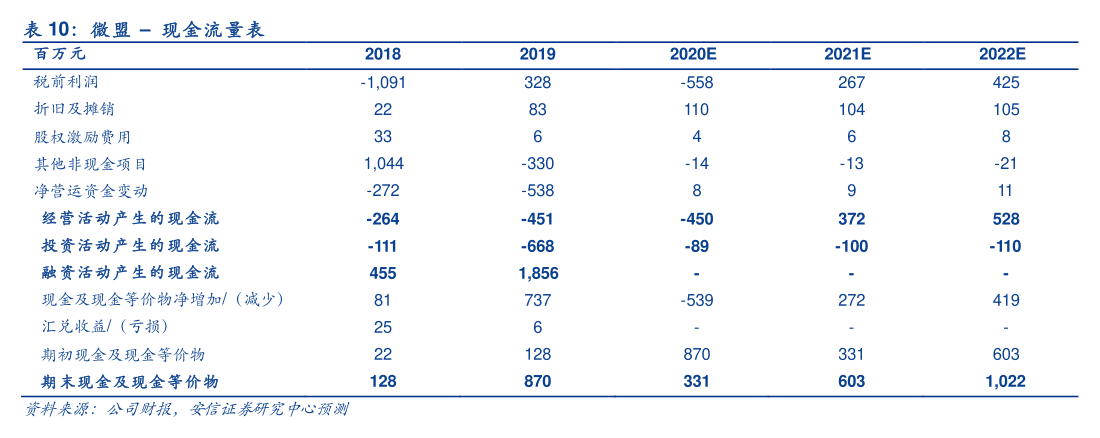 表 10：微盟 – 现金流量表
百万元 2018 2019 2020E 2021E 2022E
税前利润 -1,091 328 -558 267 425
折旧及摊销 22 83 110 104 105
股权激励费用 33 6 4 6 8
其他非现金项目 1,044 -330 -14 -13 -21
净营运资金变动 -272 -538 8 9 11
经营活动产生的现金流 -264 -451 -450 372 528
投资活动产生的现金流 -111 -668 -89 -100 -110
融资活动产生的现金流 455 1,856 - - -
现金及现金等价物净增加/（减少） 81 737 -539 272 419
汇兑收益/（亏损） 25 6 - - -
期初现金及现金等价物 22 128 870 331 603
期末现金及现金等价物 128 870 331 603 1,022
资料来源：公司财报，安信证券研究中心预测